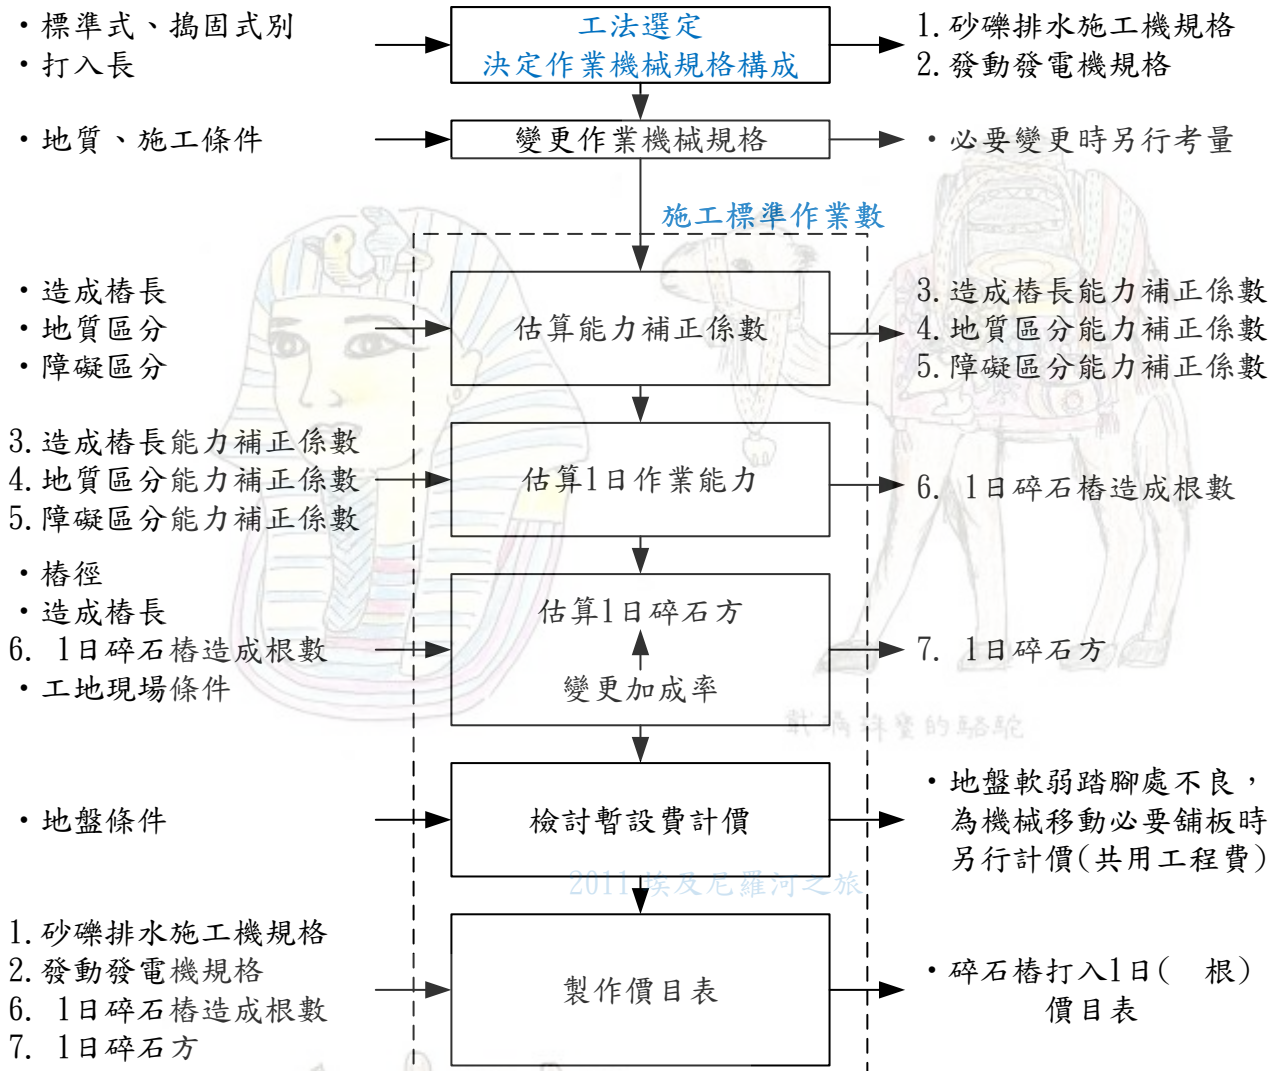 ・標準式、搗固式別
・打入長
工法選定
決定作業機械規格構成
1.砂礫排水施工機規格
2.發動發電機規格
・地質、施工條件
變更作業機械規格
・必要變更時另行考量
施工標準作業數
・造成樁長
・地質區分
・障礙區分
估算能力補正係數
3.造成樁長能力補正係數
4.地質區分能力補正係數
5.障礙區分能力補正係數
3.造成樁長能力補正係數
4.地質區分能力補正係數
5.障礙區分能力補正係數
估算1日作業能力
6. 1日碎石樁造成根數
・樁徑
・造成樁長
6. 1日碎石樁造成根數
・工地現場條件
估算1日碎石方
變更加成率
7. 1日碎石方
戴滿珠寶的駱駝
・地盤條件
檢討暫設費計價
・地盤軟弱踏腳處不良，
為機械移動必要舖板時
另行計價(共用工程費)
2011 埃及尼羅河之旅
1.砂礫排水施工機規格
2.發動發電機規格
6. 1日碎石樁造成根數
7. 1日碎石方
製作價目表
・碎石樁打入1日(　根)
價目表